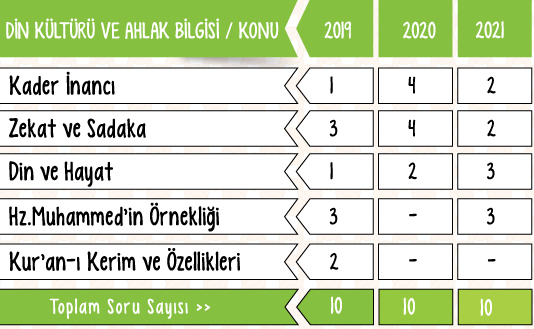 DİN KÜLTÜRÜ VE AHLAK BİLGİSİ / KONU 2019 2020 2021
Kader İnancı 1 4 2
Zekat ve Sadaka 3 4 2
Din ve Hayat 1 2 3
Hz.Muhammed'in Örnekliği 3 - 3
Kur'an-ı Kerim ve Özellikleri 2 - -
Toplam Soru Sayısı >> 10 10 10